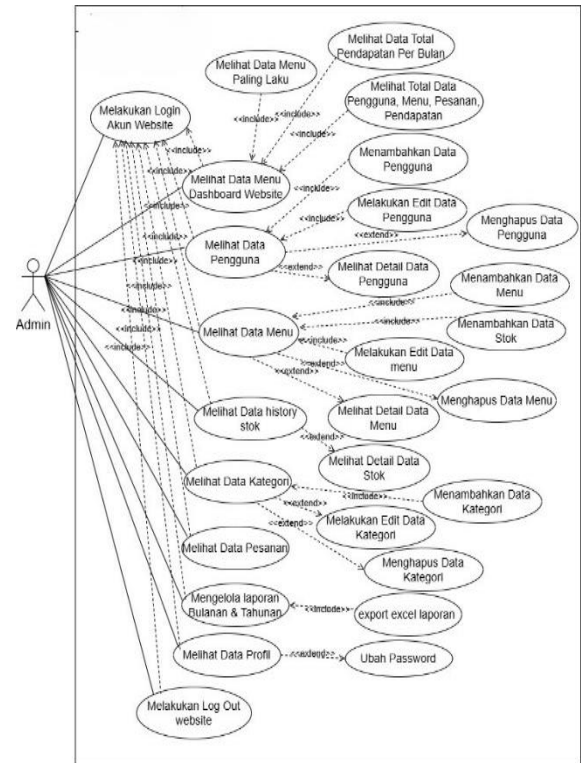 Melihat Data Total
Pendapatan Per Bulan
Melihat Data Menu
Paling Laku
Melihat Total Data
Pengguna, Menu, Pesanan,
Pendapatan
Melakukan Login
Akun Website
<<include>>
<<include>>
<<include>>
<<include>>
Menambahkan Data
Pengguna
Melihat Data Menu
Dashboard Website
<<include>>
<<include>>
Melakukan Edit Data
Pengguna
<<include>>
<<include>>
Menghapus Data
Pengguna
<<extend>>
Melihat Data
Pengguna
<<include>>
<<extend>>
Melihat Detail Data
Pengguna
<<include>>
Menambahkan Data
Menu
<<include>>
Admin
<<include>>
<<include>>
Melihat Data Menu
Menambahkan Data
Stok
<<include>>
<<include>>
<<include>>
Melakukan Edit Data
menu
<<extend>>
<<extend>>
Menghapus Data Menu
Melihat Data history
stok
Melihat Detail Data
Menu
<<extend>>
Melihat Detail Data
Stok
Melihat Data Kategori
<<include>>
Menambahkan Data
Kategori
<<extend>>
<<extend>>
Melakukan Edit Data
Kategori
Melihat Data Pesanan
Menghapus Data
Kategori
Mengelola laporan
Bulanan & Tahunan
<<include>>
export excel laporan
Melihat Data Profil
<<extend>>
Ubah Password
Melakukan Log Out
website